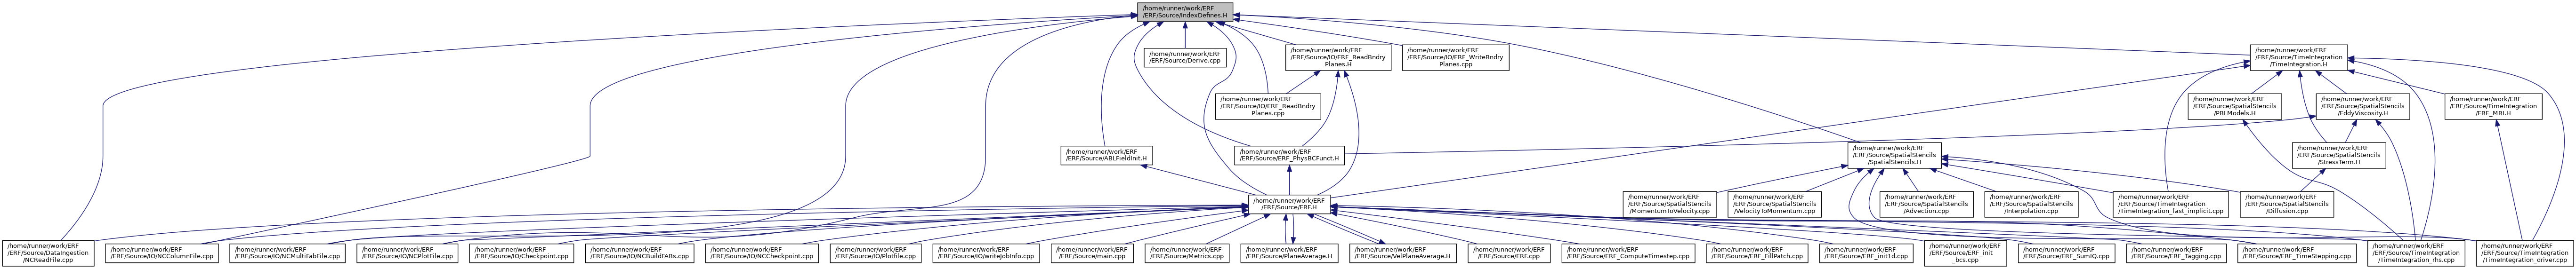 /home/runner/work/ERF
/ERF/Source/IndexDefines.H
/home/runner/work/ERF
/ERF/Source/Derive.cpp
/home/runner/work/ERF
/ERF/Source/IO/ERF_ReadBndry
Planes.H
/home/runner/work/ERF
/ERF/Source/IO/ERF_WriteBndry
Planes.cpp
/home/runner/work/ERF
/ERF/Source/TimeIntegration
/TimeIntegration.H
/home/runner/work/ERF
/ERF/Source/IO/ERF_ReadBndry
Planes.cpp
/home/runner/work/ERF
/ERF/Source/SpatialStencils
/PBLModels.H
/home/runner/work/ERF
/ERF/Source/SpatialStencils
/EddyViscosity.H
/home/runner/work/ERF
/ERF/Source/TimeIntegration
/ERF_MRI.H
/home/runner/work/ERF
/ERF/Source/ABLFieldInit.H
/home/runner/work/ERF
/ERF/Source/ERF_PhysBCFunct.H
/home/runner/work/ERF
/ERF/Source/SpatialStencils
/SpatialStencils.H
/home/runner/work/ERF
/ERF/Source/SpatialStencils
/StressTerm.H
/home/runner/work/ERF
/ERF/Source/ERF.H
/home/runner/work/ERF
/ERF/Source/SpatialStencils
/MomentumToVelocity.cpp
/home/runner/work/ERF
/ERF/Source/SpatialStencils
/VelocityToMomentum.cpp
/home/runner/work/ERF
/ERF/Source/SpatialStencils
/Advection.cpp
/home/runner/work/ERF
/ERF/Source/SpatialStencils
/Interpolation.cpp
/home/runner/work/ERF
/ERF/Source/TimeIntegration
/TimeIntegration_fast_implicit.cpp
/home/runner/work/ERF
/ERF/Source/SpatialStencils
/Diffusion.cpp
/home/runner/work/ERF
/ERF/Source/DataIngestion
/NCReadFile.cpp
/home/runner/work/ERF
/ERF/Source/IO/NCColumnFile.cpp
/home/runner/work/ERF
/ERF/Source/IO/NCMultiFabFile.cpp
/home/runner/work/ERF
/ERF/Source/IO/NCPlotFile.cpp
/home/runner/work/ERF
/ERF/Source/IO/Checkpoint.cpp
/home/runner/work/ERF
/ERF/Source/IO/NCBuildFABs.cpp
/home/runner/work/ERF
/ERF/Source/IO/NCCheckpoint.cpp
/home/runner/work/ERF
/ERF/Source/IO/Plotfile.cpp
/home/runner/work/ERF
/ERF/Source/IO/writeJobInfo.cpp
/home/runner/work/ERF
/ERF/Source/main.cpp
/home/runner/work/ERF
/ERF/Source/Metrics.cpp
/home/runner/work/ERF
/ERF/Source/PlaneAverage.H
/home/runner/work/ERF
/ERF/Source/VelPlaneAverage.H
/home/runner/work/ERF
/ERF/Source/ERF.cpp
/home/runner/work/ERF
/ERF/Source/ERF_ComputeTimestep.cpp
/home/runner/work/ERF
/ERF/Source/ERF_FillPatch.cpp
/home/runner/work/ERF
/ERF/Source/ERF_init1d.cpp
/home/runner/work/ERF
/ERF/Source/ERF_init
_bcs.cpp
/home/runner/work/ERF
/ERF/Source/ERF_SumIQ.cpp
/home/runner/work/ERF
/ERF/Source/ERF_Tagging.cpp
/home/runner/work/ERF
/ERF/Source/ERF_TimeStepping.cpp
/home/runner/work/ERF
/ERF/Source/TimeIntegration
/TimeIntegration_rhs.cpp
/home/runner/work/ERF
/ERF/Source/TimeIntegration
/TimeIntegration_driver.cpp